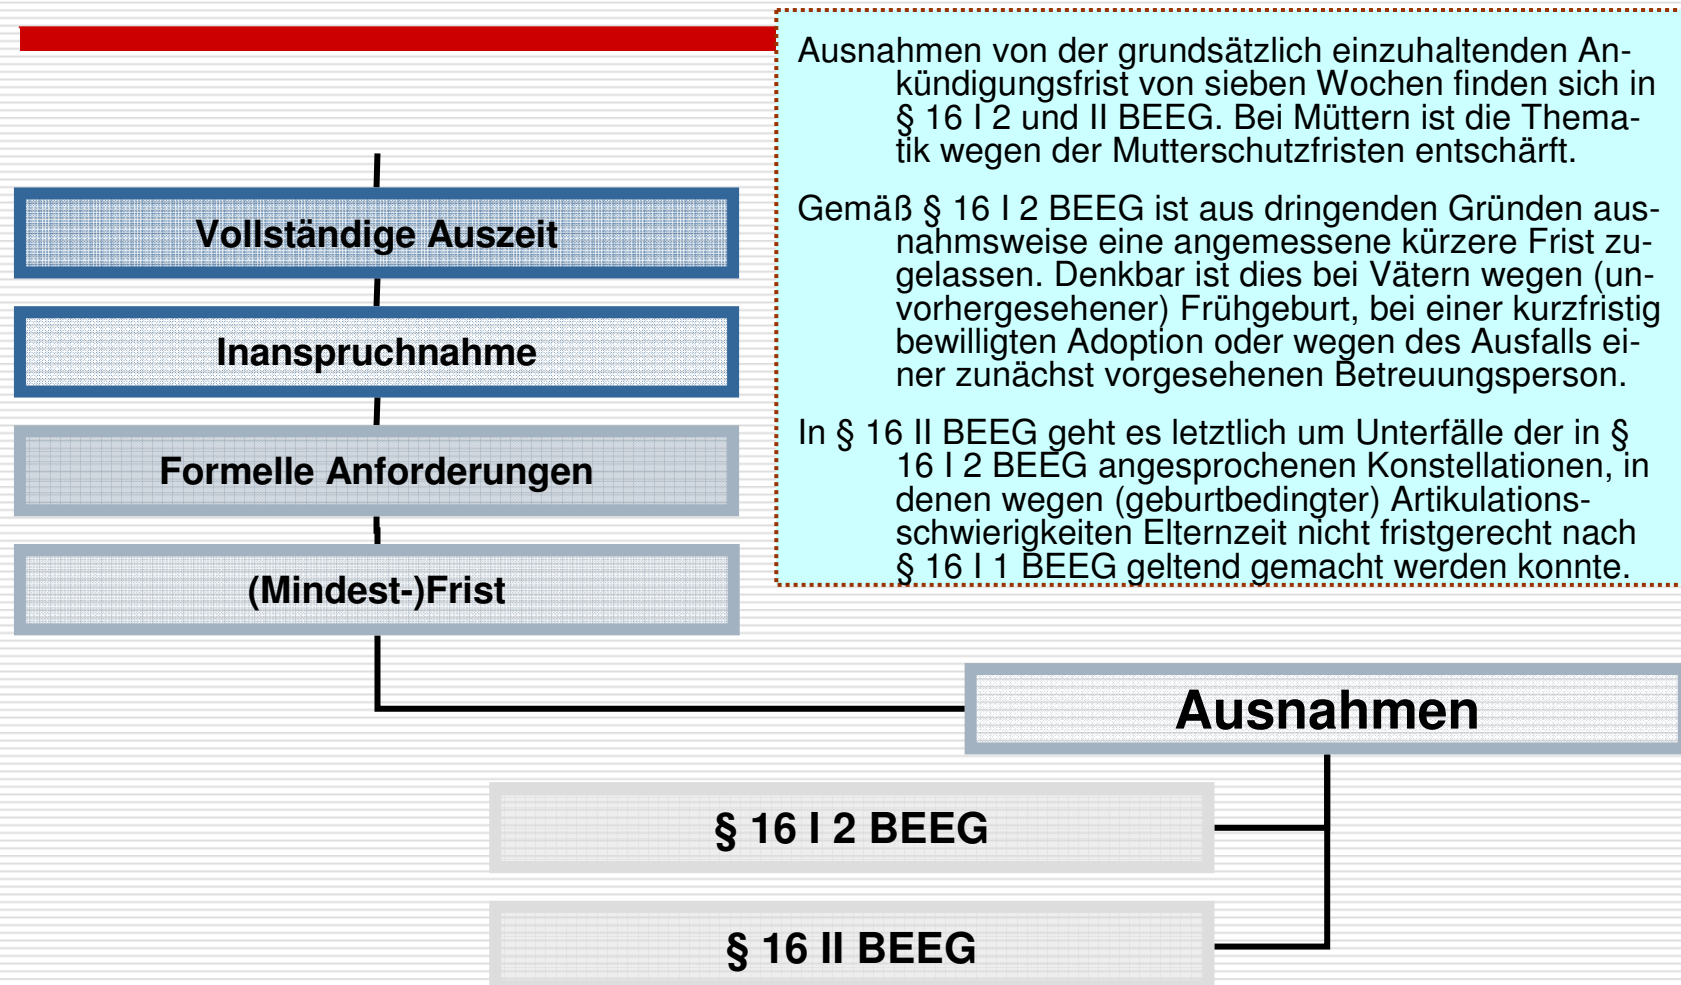 Ausnahmen von der grundsätzlich einzuhaltenden An-
kündigungsfrist von sieben Wochen finden sich in
§ 16 I 2 und II BEEG. Bei Müttern ist die Thema-
tik wegen der Mutterschutzfristen entschärft.
Gemäß § 16 I 2 BEEG ist aus dringenden Gründen aus-
nahmsweise eine angemessene kürzere Frist zu-
gelassen. Denkbar ist dies bei Vätern wegen (un-
vorhergesehener) Frühgeburt, bei einer kurzfristig
bewilligten Adoption oder wegen des Ausfalls ei-
ner zunächst vorgesehenen Betreuungsperson.
In § 16 II BEEG geht es letztlich um Unterfälle der in §
16 I 2 BEEG angesprochenen Konstellationen, in
denen wegen (geburtbedingter) Artikulations-
schwierigkeiten Elternzeit nicht fristgerecht nach
§ 16 I 1 BEEG geltend gemacht werden konnte.
Vollständige Auszeit
Inanspruchnahme
Formelle Anforderungen
(Mindest-)Frist
Ausnahmen
§ 16 I 2 BEEG
§ 16 II BEEG